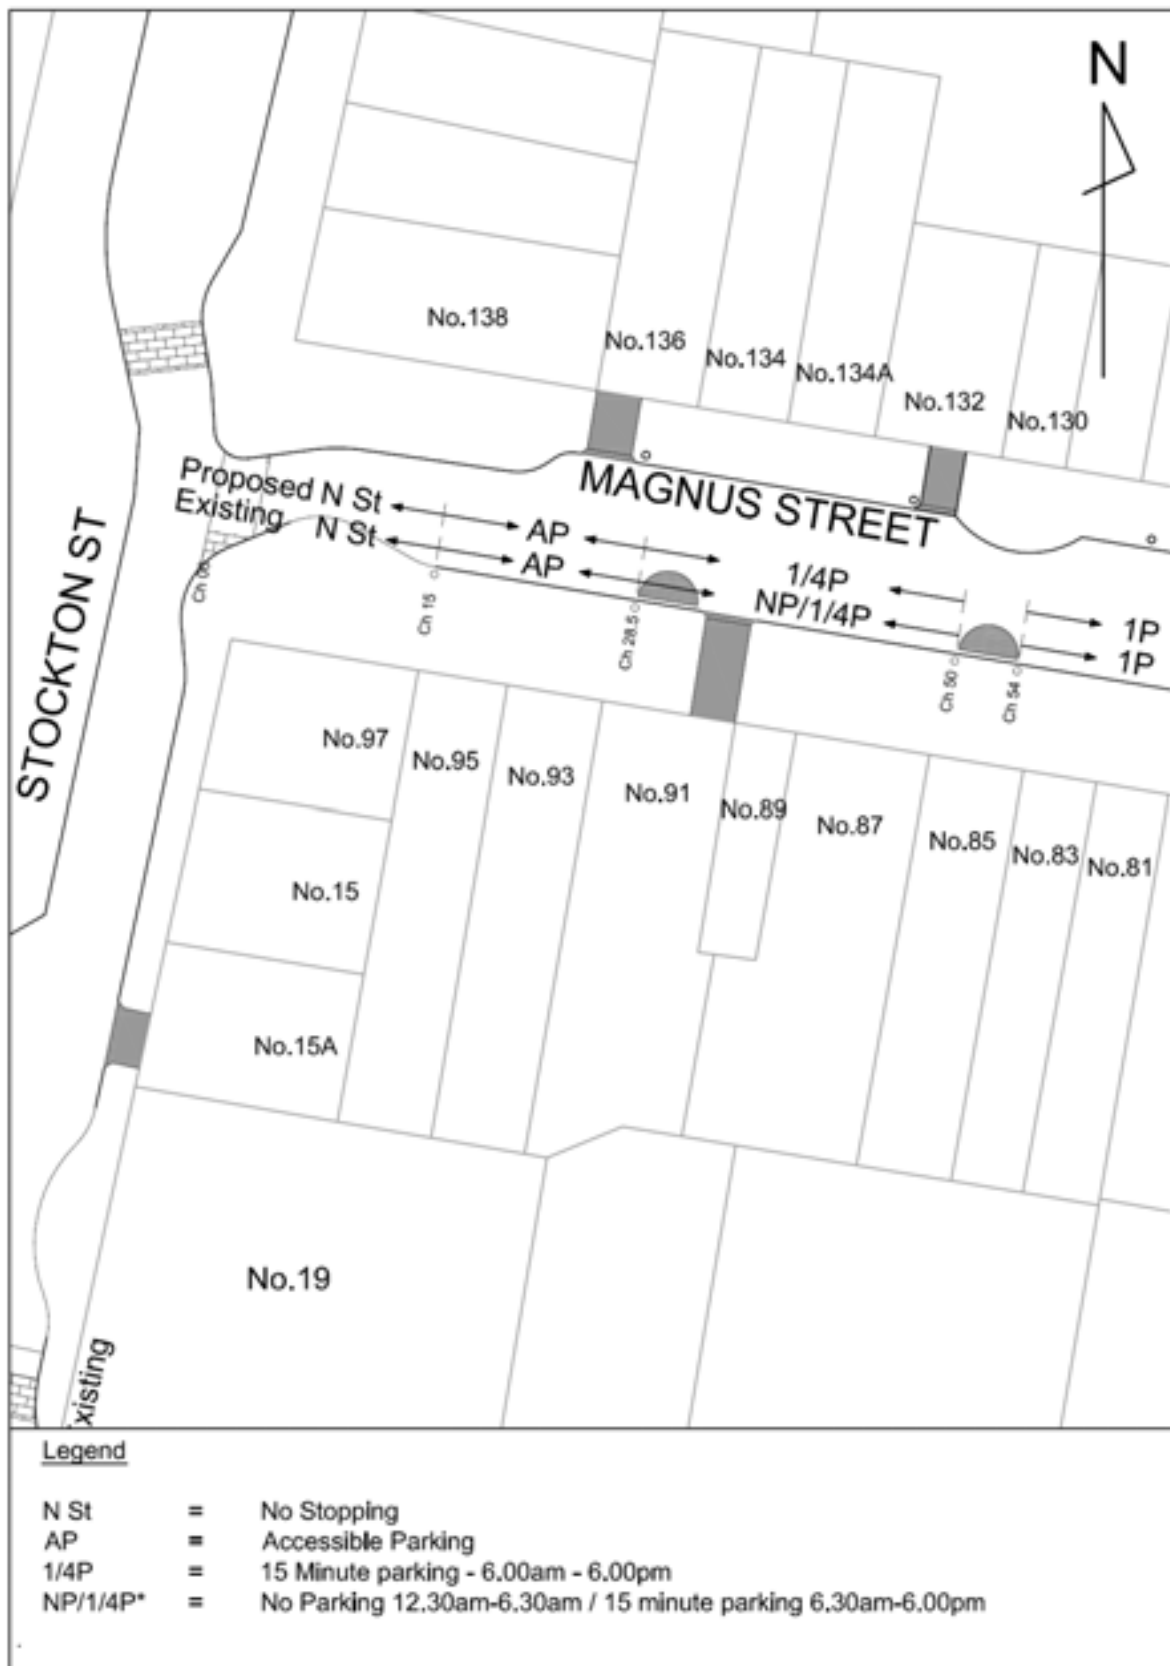 N
No.138
No.136
No.134
No.134A
No.132
No.130
MAGNUS STREET
Proposed N St
AP
1/4P
1P
Existing N St
AP
NP/1/4P
1P
Ch 00
Ch 15
Ch 28.5
Ch 50
Ch 54
STOCKTON ST
No.97
No.95
No.93
No.91
No.89
No.87
No.85
No.83
No.81
No.15
No.15A
No.19
xisting
Legend
N St = No Stopping
AP = Accessible Parking
1/4P = 15 Minute parking - 6.00am - 6.00pm
NP/1/4P* = No Parking 12.30am-6.30am / 15 minute parking 6.30am-6.00pm